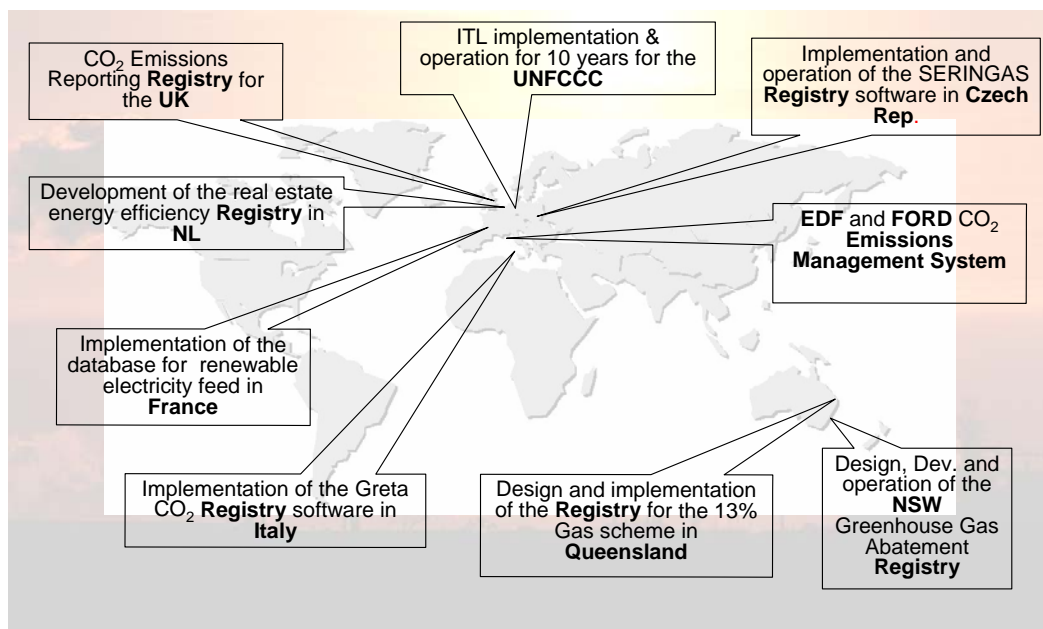 CO2 Emissions
Reporting Registry for
the UK
ITL implementation &
operation for 10 years for the
UNFCCC
Implementation and
operation of the SERINGAS
Registry software in Czech
Rep.
Development of the real estate
energy efficiency Registry in
NL
EDF and FORD CO2
Emissions
Management System
Implementation of the
database for renewable
electricity feed in
France
Implementation of the Greta
CO2 Registry software in
Italy
Design and implementation
of the Registry for the 13%
Gas scheme in
Queensland
Design, Dev. and
operation of the
NSW
Greenhouse Gas
Abatement
Registry